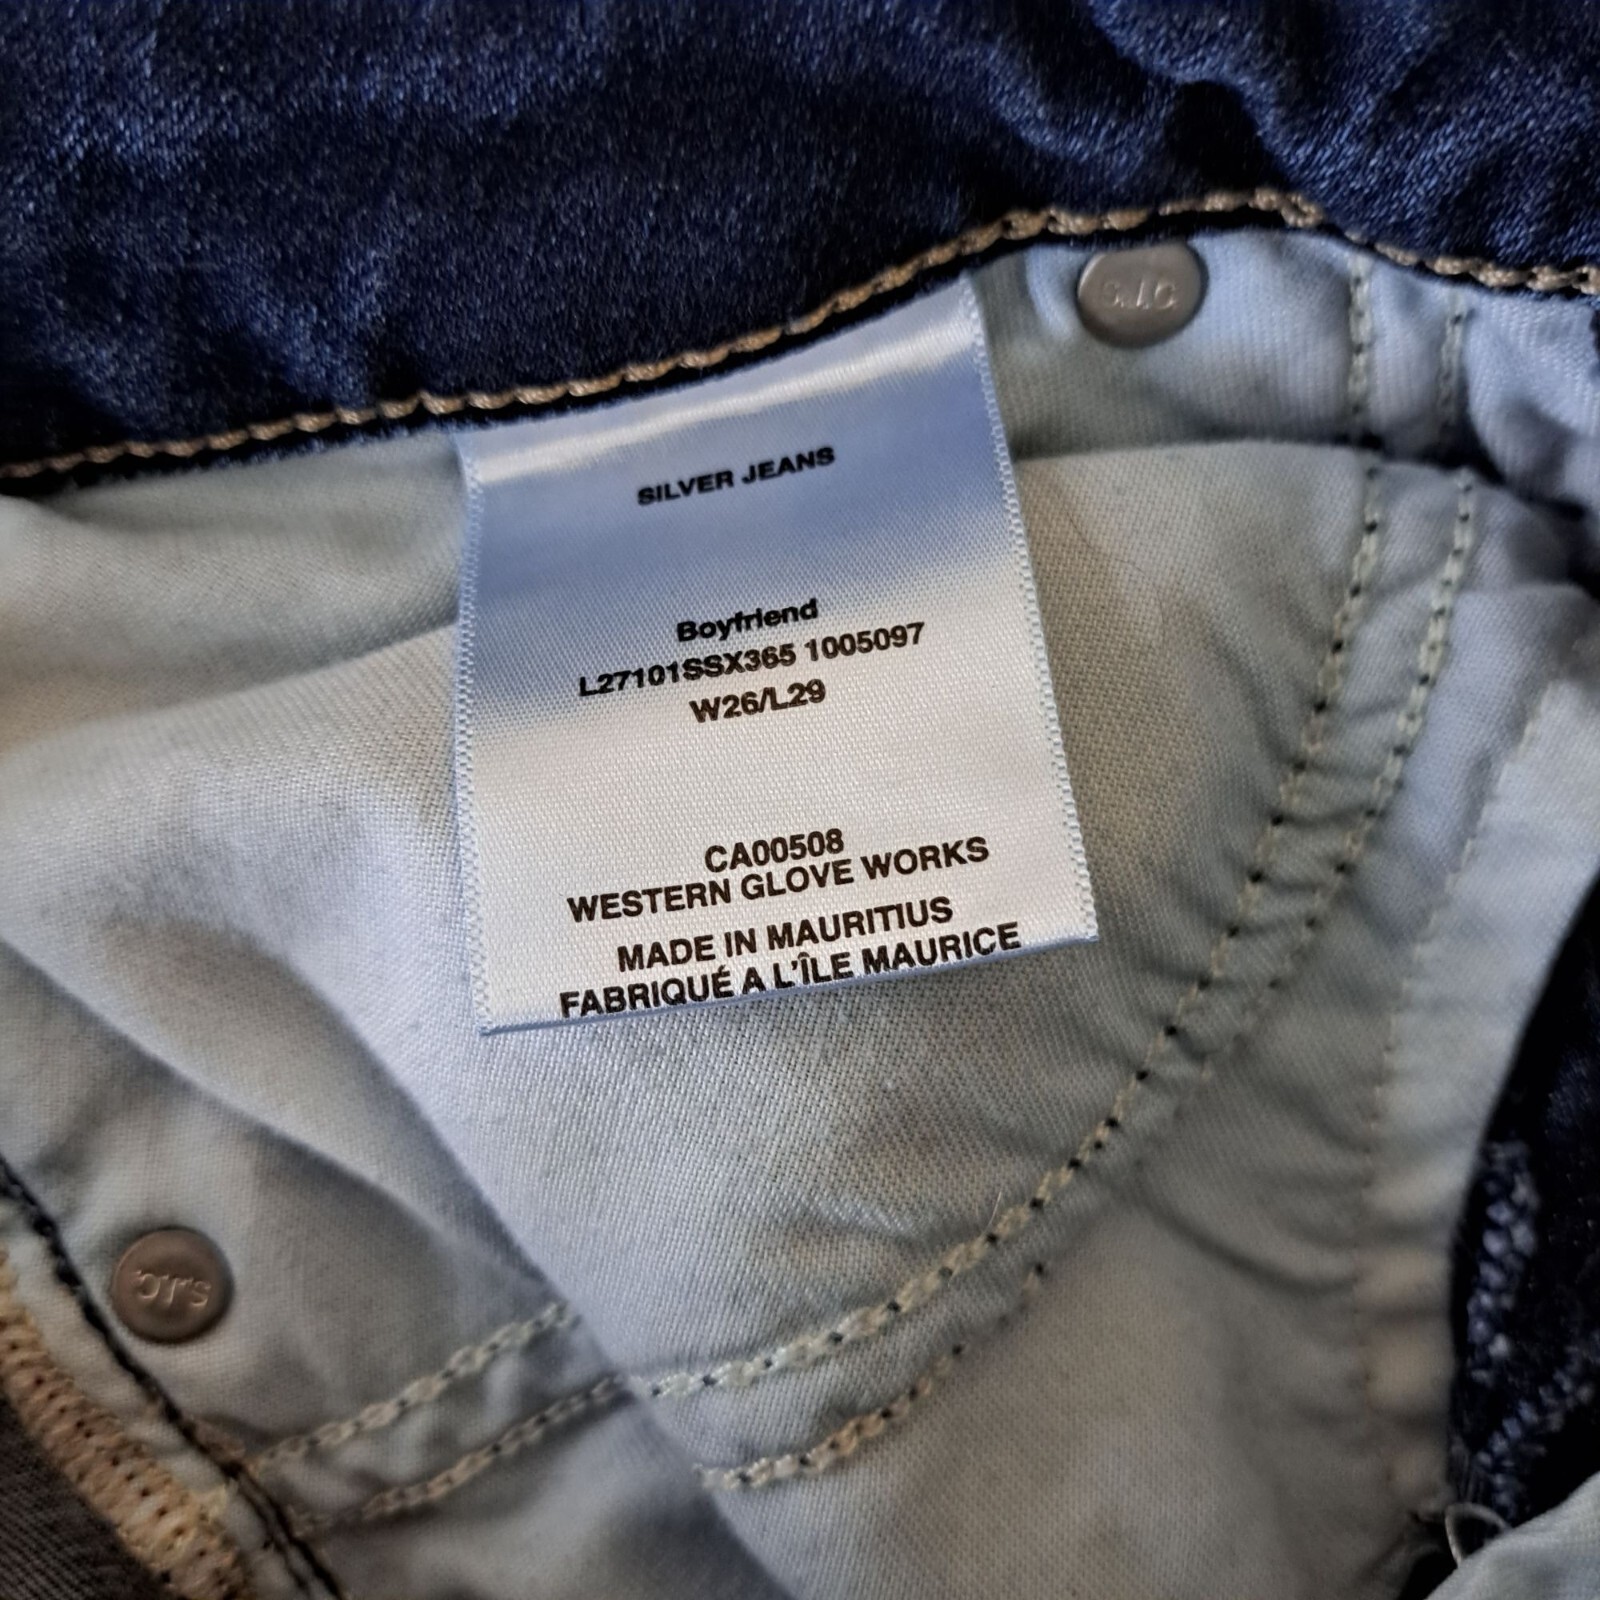 S.J.C.
SILVER JEANS
Boyfriend
L27101SSX365 1005097
W26/L29
CA00508
WESTERN GLOVE WORKS
MADE IN MAURITIUS
FABRIQUÉ A L'ÎLE MAURICE
S.J.C.